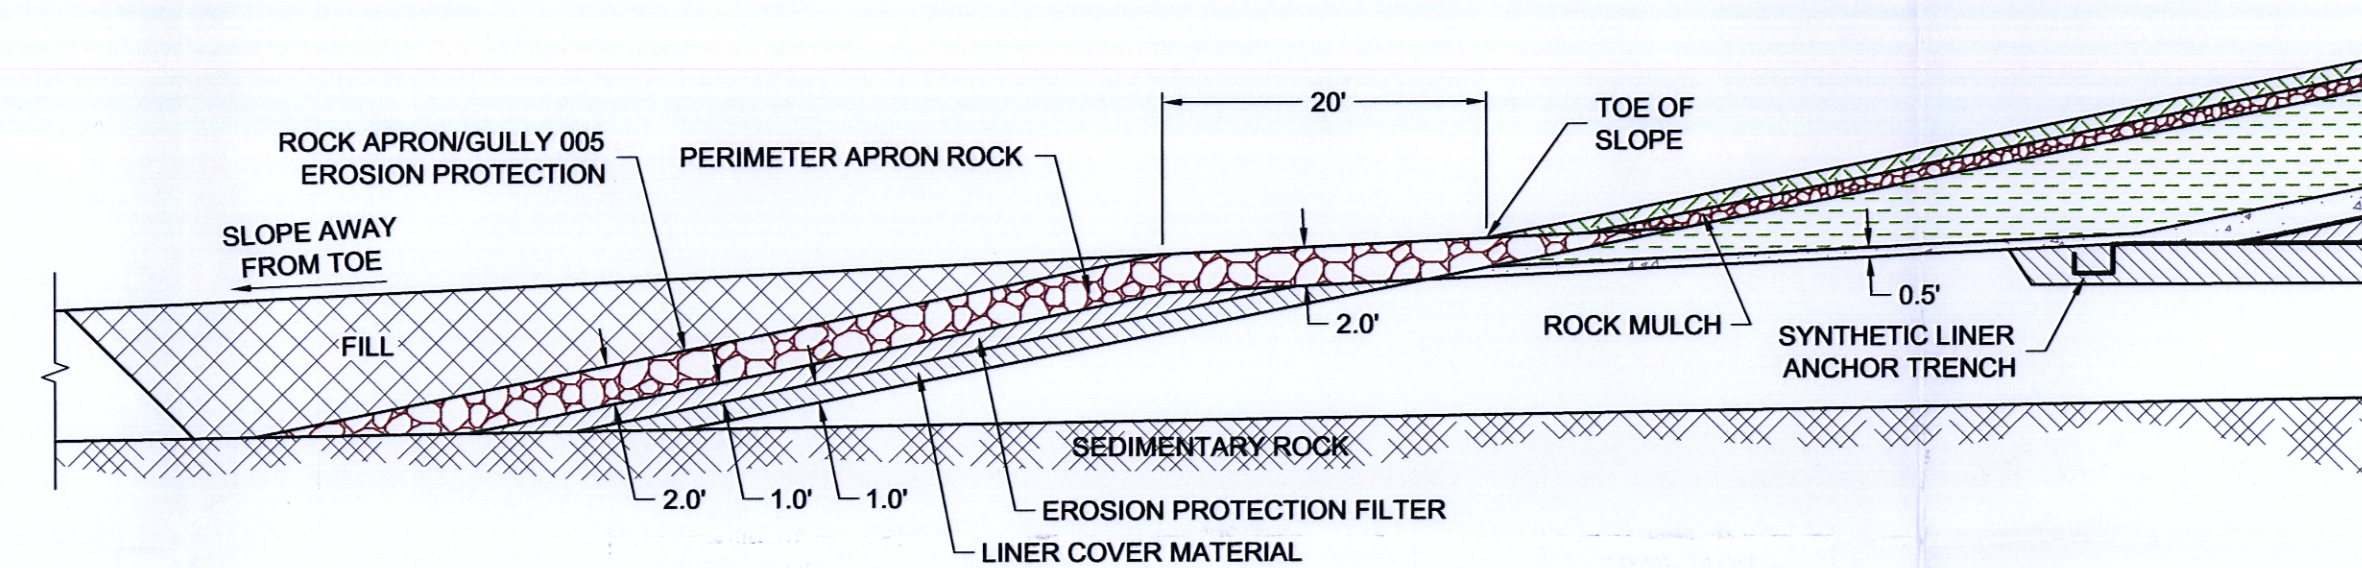 20'
TOE OF
SLOPE
ROCK APRON/GULLY 005
EROSION PROTECTION
PERIMETER APRON ROCK
SLOPE AWAY
FROM TOE
FILL
2.0'
ROCK MULCH
0.5'
SYNTHETIC LINER
ANCHOR TRENCH
SEDIMENTARY ROCK
2.0'
1.0'
1.0'
EROSION PROTECTION FILTER
LINER COVER MATERIAL